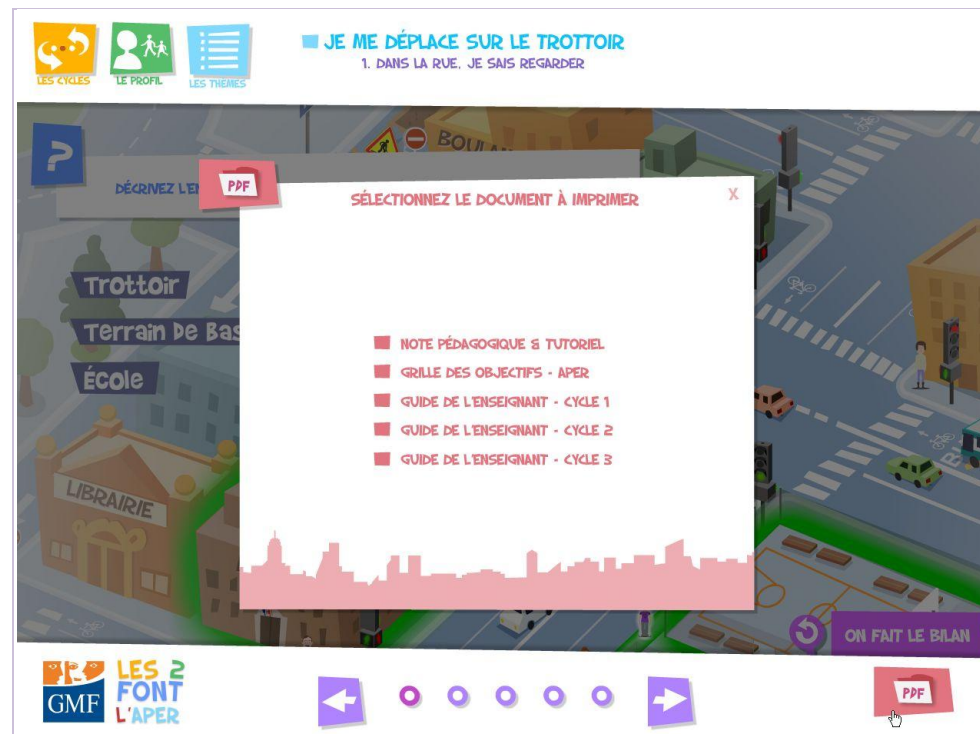 JE ME DÉPLACE SUR LE TROTTOIR
1. DANS LA RUE, JE SAIS REGARDER
LES CYCLES
LE PROFIL
LES THEMES
?
BOULAN
DÉCRIVEZ L'EN
PDF
SÉLECTIONNEZ LE DOCUMENT À IMPRIMER
X
Trottoir
Terrain De Bas
École
NOTE PÉDAGOGIQUE & TUTORIEL
GRILLE DES OBJECTIFS - APER
GUIDE DE L'ENSEIGNANT - CYCLE 1
GUIDE DE L'ENSEIGNANT - CYCLE 2
GUIDE DE L'ENSEIGNANT - CYCLE 3
LIBRAIRIE
ON FAIT LE BILAN
GMF
LES 2
FONT
L'APER
PDF